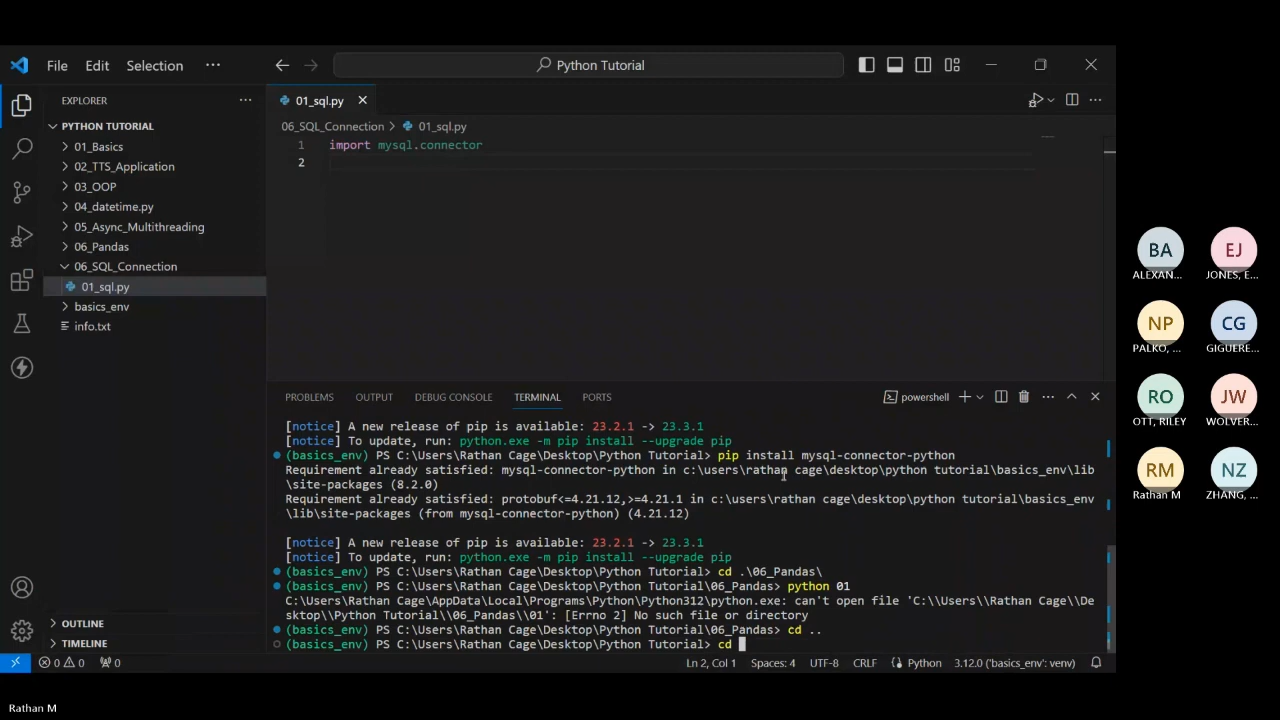 File Edit Selection ··· Python Tutorial
EXPLORER ···
PYTHON TUTORIAL
01_Basics
02_TTS_Application
03_OOP
04_datetime.py
05_Async_Multithreading
06_Pandas
06_SQL_Connection
01_sql.py
basics_env
info.txt
OUTLINE
TIMELINE
01_sql.py
06_SQL_Connection > 01_sql.py
1 import mysql.connector
2
PROBLEMS OUTPUT DEBUG CONSOLE TERMINAL PORTS powershell
[notice] A new release of pip is available: 23.2.1 -> 23.3.1
[notice] To update, run: python.exe -m pip install --upgrade pip
(basics_env) PS C:\Users\Rathan Cage\Desktop\Python Tutorial> pip install mysql-connector-python
Requirement already satisfied: mysql-connector-python in c:\users\rathan cage\desktop\python tutorial\basics_env\lib
\site-packages (8.2.0)
Requirement already satisfied: protobuf<=4.21.12,>=4.21.1 in c:\users\rathan cage\desktop\python tutorial\basics_env
\lib\site-packages (from mysql-connector-python) (4.21.12)
[notice] A new release of pip is available: 23.2.1 -> 23.3.1
[notice] To update, run: python.exe -m pip install --upgrade pip
(basics_env) PS C:\Users\Rathan Cage\Desktop\Python Tutorial> cd .\06_Pandas\
(basics_env) PS C:\Users\Rathan Cage\Desktop\Python Tutorial\06_Pandas> python 01
C:\Users\Rathan Cage\AppData\Local\Programs\Python\Python312\python.exe: can't open file 'C:\\Users\\Rathan Cage\\De
sktop\\Python Tutorial\\06_Pandas\\01': [Errno 2] No such file or directory
(basics_env) PS C:\Users\Rathan Cage\Desktop\Python Tutorial\06_Pandas> cd ..
(basics_env) PS C:\Users\Rathan Cage\Desktop\Python Tutorial> cd
0 0 0 Ln 2, Col 1 Spaces: 4 UTF-8 CRLF Python 3.12.0 ('basics_env': venv)
BA EJ
ALEXAN... JONES, E...
NP CG
PALKO, ... GIGUERE...
RO JW
OTT, RILEY WOLVER...
RM NZ
Rathan M ZHANG, ...
Rathan M